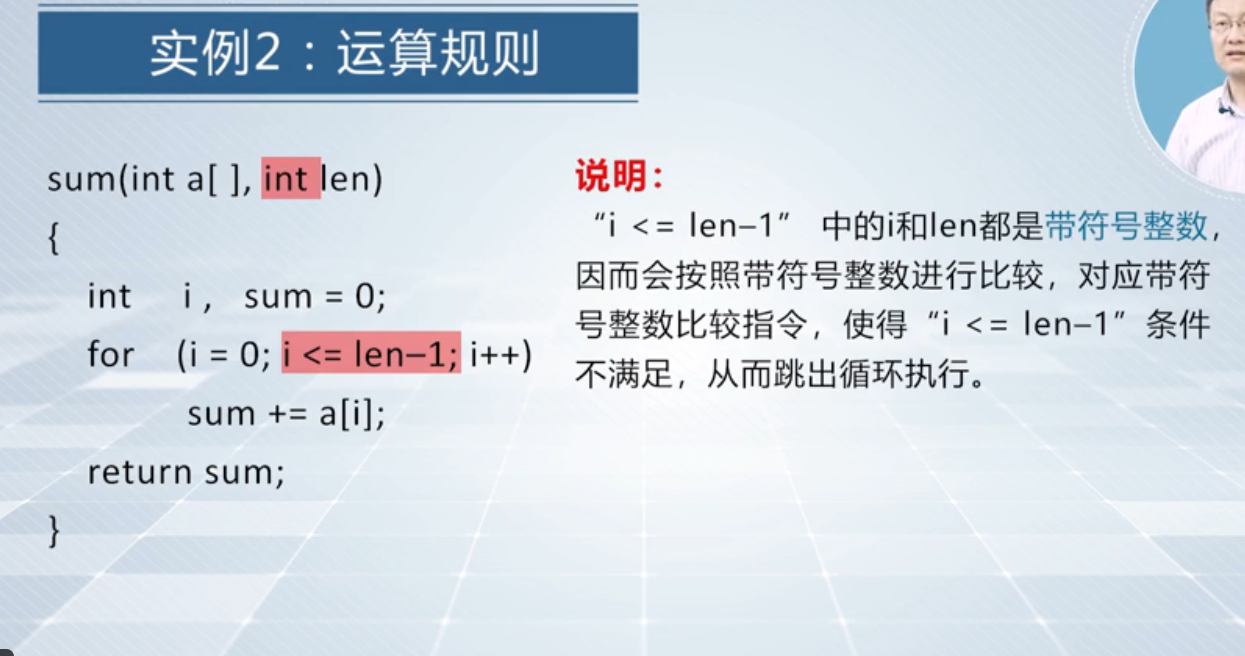 实例2：运算规则
sum(int a[ ], int len)
{
int i , sum = 0;
for (i = 0; i <= len–1; i++)
sum += a[i];
return sum;
}
说明：
“i <= len–1” 中的i和len都是带符号整数，
因而会按照带符号整数进行比较，对应带符
号整数比较指令，使得“i <= len–1”条件
不满足，从而跳出循环执行。